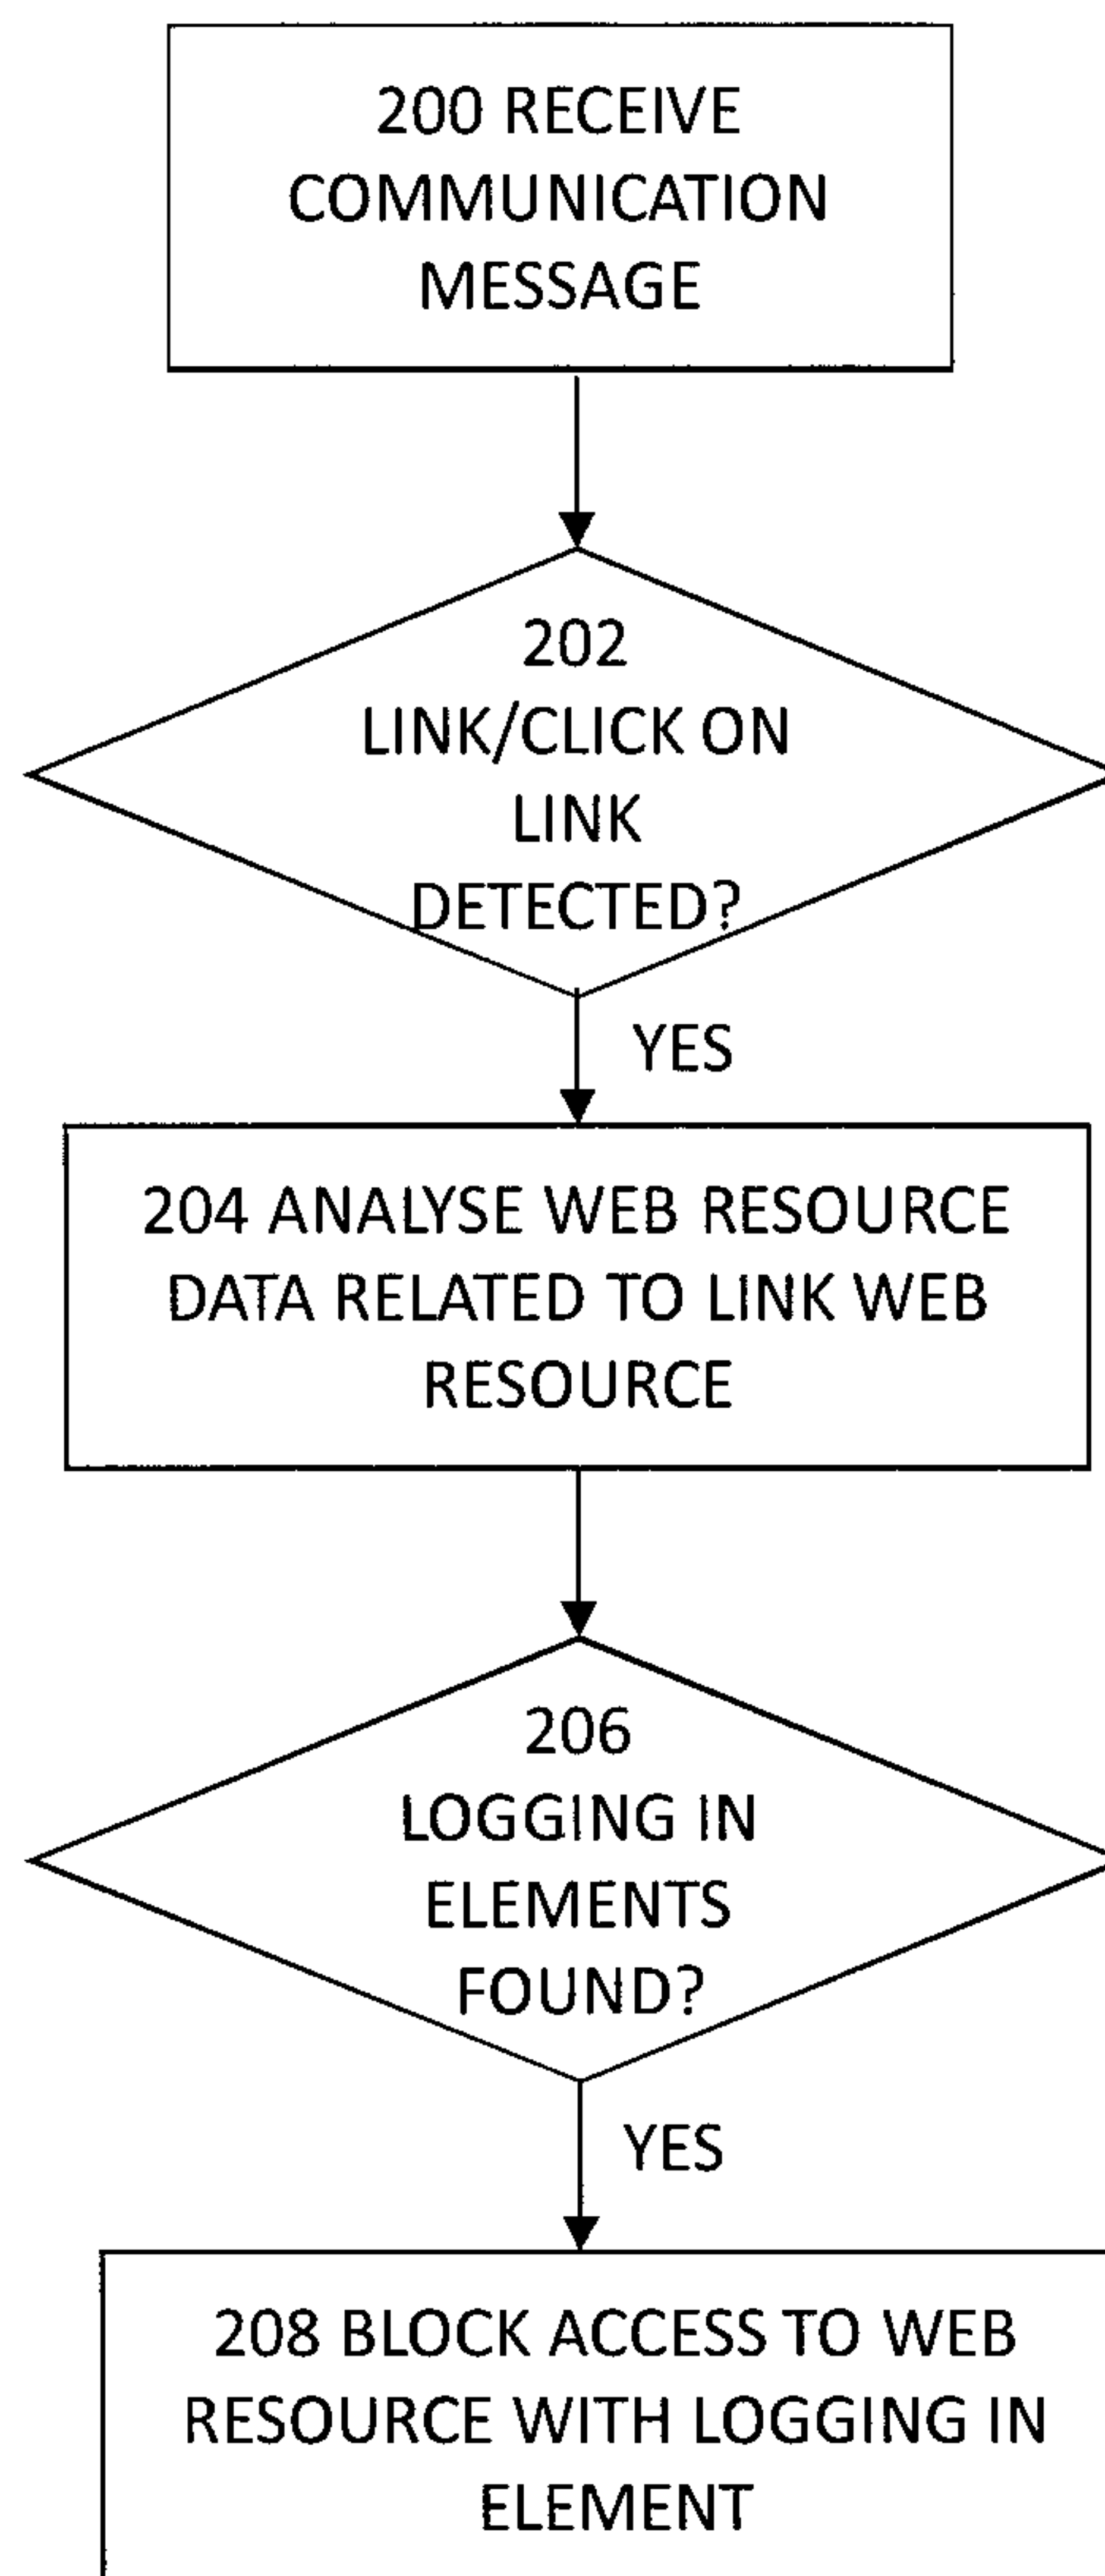 200 RECEIVE
COMMUNICATION
MESSAGE
202
LINK/CLICK ON
LINK
DETECTED?
YES
204 ANALYSE WEB RESOURCE
DATA RELATED TO LINK WEB
RESOURCE
206
LOGGING IN
ELEMENTS
FOUND?
YES
208 BLOCK ACCESS TO WEB
RESOURCE WITH LOGGING IN
ELEMENT